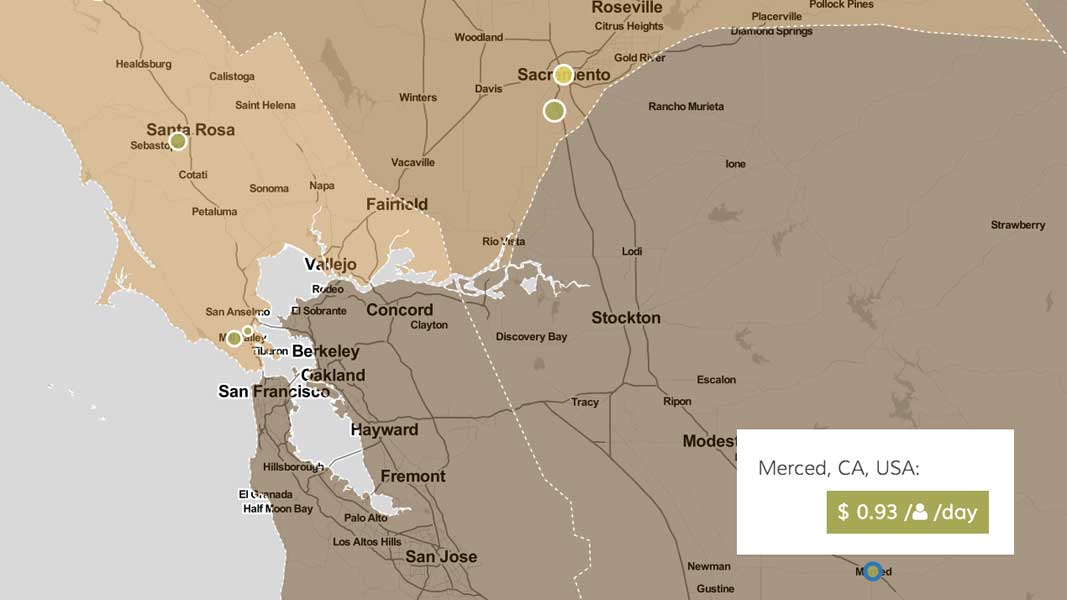 Roseville
Pollock Pines
Placerville
Citrus Heights
Diamond Springs
Woodland
Gold River
Healdsburg
Calistoga
Sacramento
Davis
Winters
Saint Helena
Rancho Murieta
Santa Rosa
Sebasto
Vacaville
Ione
Cotati
Sonoma
Napa
Petaluma
Fairfield
Strawberry
Rio Vista
Lodi
Vallejo
Rodeo
San Anselmo
El Sobrante
Concord
Clayton
Stockton
Discovery Bay
Mill Valley
Tiburon
Berkeley
Oakland
San Francisco
Escalon
Tracy
Ripon
Hayward
Modest
Hillsborough
Fremont
Merced, CA, USA:
El Granada
Half Moon Bay
Palo Alto
$ 0.93 / /day
Los Altos Hills
San Jose
Newman
Merced
Gustine